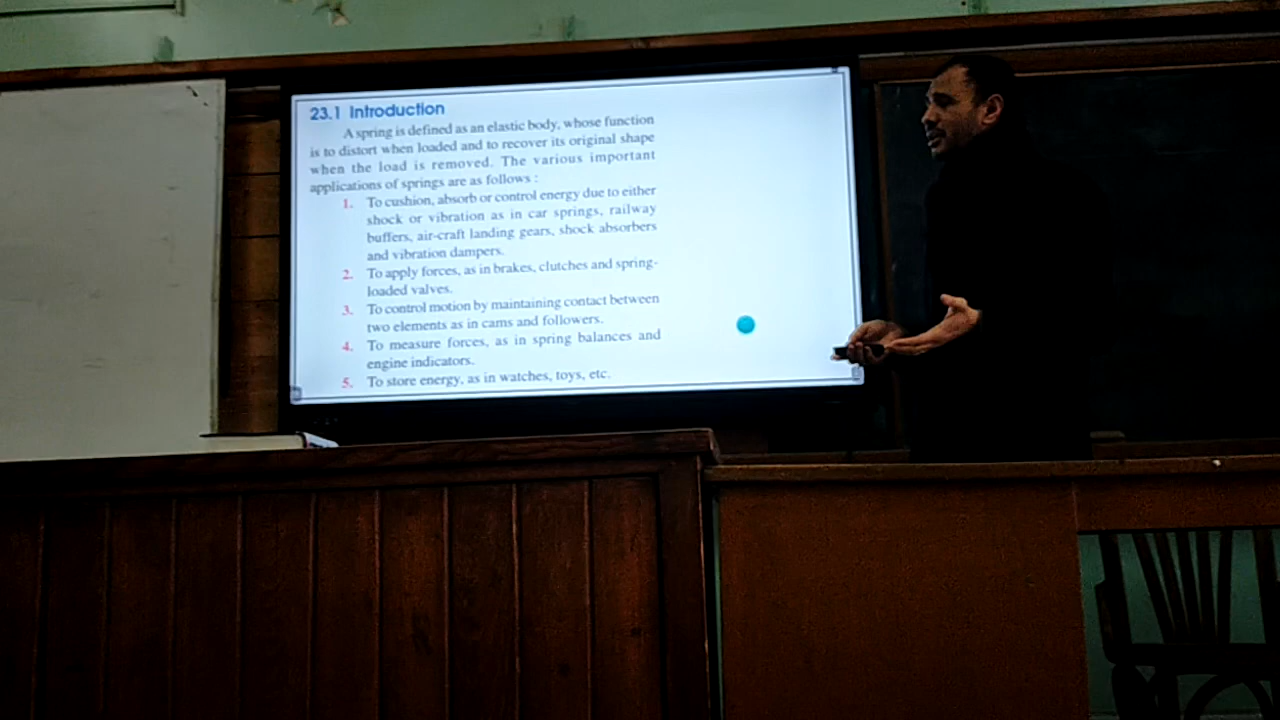 23.1 Introduction
A spring is defined as an elastic body, whose function
is to distort when loaded and to recover its original shape
when the load is removed. The various important
applications of springs are as follows :
1. To cushion, absorb or control energy due to either
shock or vibration as in car springs, railway
buffers, air-craft landing gears, shock absorbers
and vibration dampers.
2. To apply forces, as in brakes, clutches and spring-
loaded valves.
3. To control motion by maintaining contact between
two elements as in cams and followers.
4. To measure forces, as in spring balances and
engine indicators.
5. To store energy, as in watches, toys, etc.